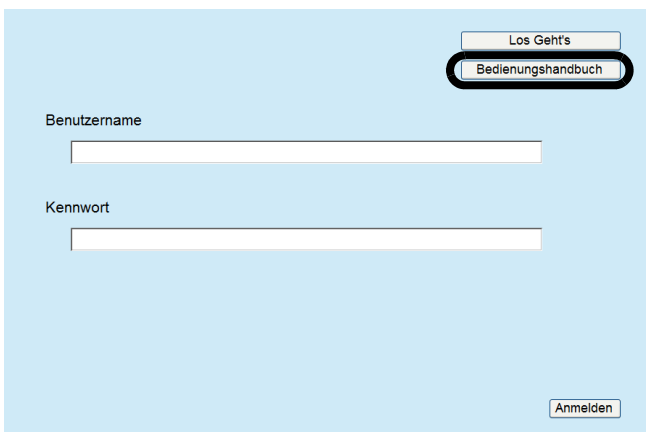 Los Geht's
Bedienungshandbuch
Benutzername
Kennwort
Anmelden